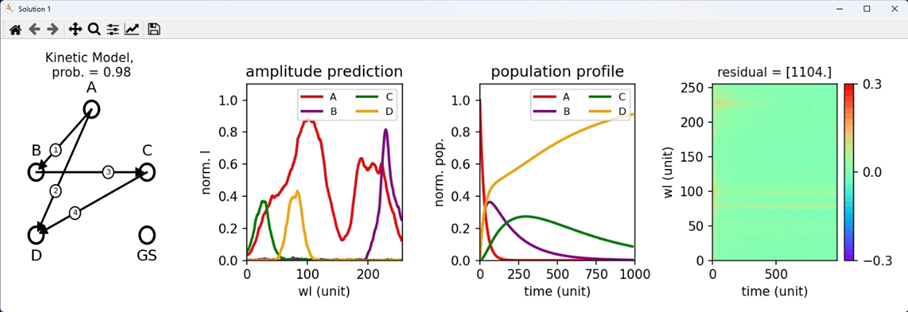 Solution 1
Kinetic Model,
prob. = 0.98
A
B
C
D
GS
1
2
3
4
amplitude prediction
A
B
C
D
norm. I
1.0
0.8
0.6
0.4
0.2
0.0
0
100
200
wl (unit)
population profile
A
B
C
D
norm. pop.
1.0
0.8
0.6
0.4
0.2
0.0
0
250
500
750
1000
time (unit)
residual = [1104.]
wl (unit)
250
200
150
100
50
0
0
500
time (unit)
0.3
0.0
−0.3